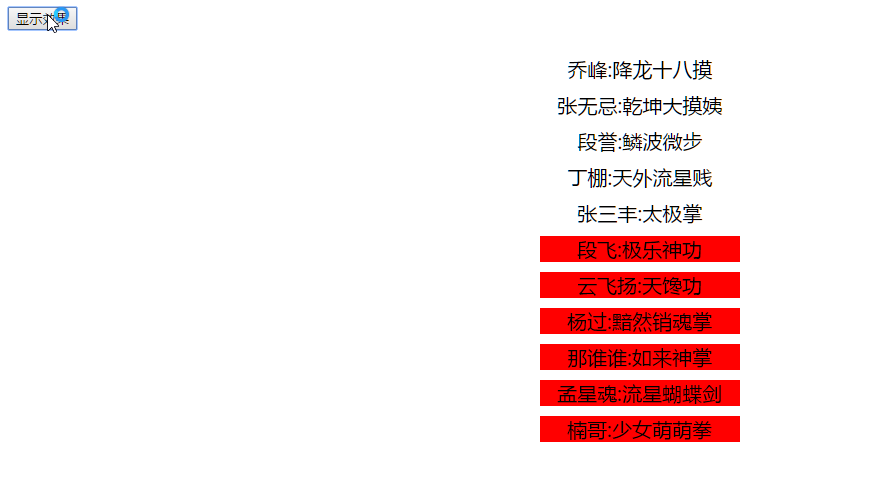 显示效果
乔峰:降龙十八摸
张无忌:乾坤大摸姨
段誉:鳞波微步
丁棚:天外流星贱
张三丰:太极掌
段飞:极乐神功
云飞扬:天馋功
杨过:黯然销魂掌
那谁谁:如来神掌
孟星魂:流星蝴蝶剑
楠哥:少女萌萌拳